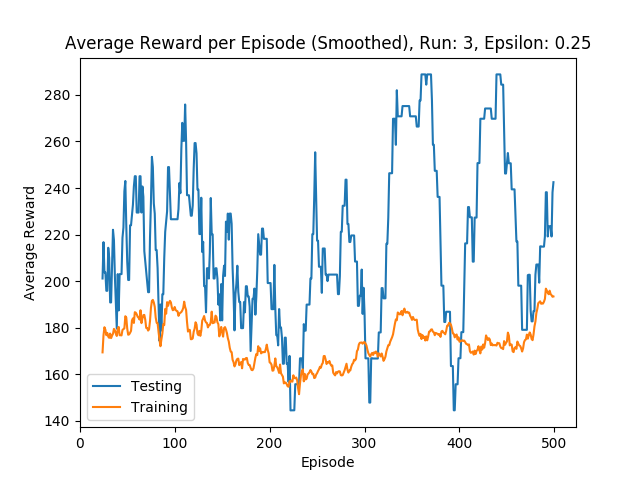 Average Reward per Episode (Smoothed), Run: 3, Epsilon: 0.25
280
260
240
220
200
180
160
140
Average Reward
Testing
Training
0 100 200 300 400 500
Episode